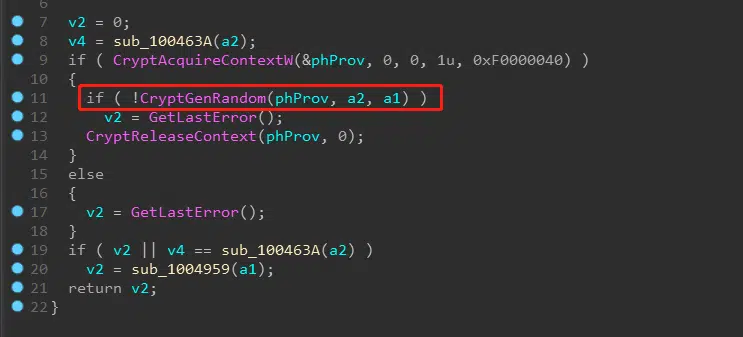 6
7 v2 = 0;
8 v4 = sub_100463A(a2);
9 if ( CryptAcquireContextW(&phProv, 0, 0, 1u, 0xF0000040) )
10 {
11 if ( !CryptGenRandom(phProv, a2, a1) )
12 v2 = GetLastError();
13 CryptReleaseContext(phProv, 0);
14 }
15 else
16 {
17 v2 = GetLastError();
18 }
19 if ( v2 || v4 == sub_100463A(a2) )
20 v2 = sub_1004959(a1);
21 return v2;
22 }